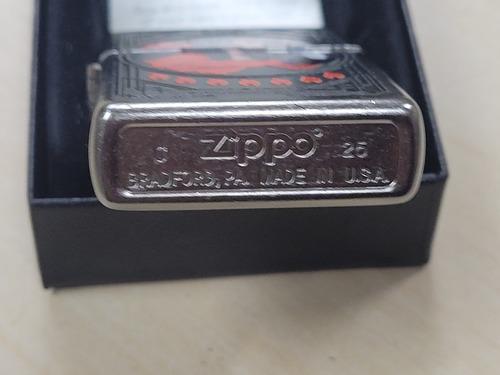 C Zippo® 25
BRADFORD, PA. MADE IN U.S.A.